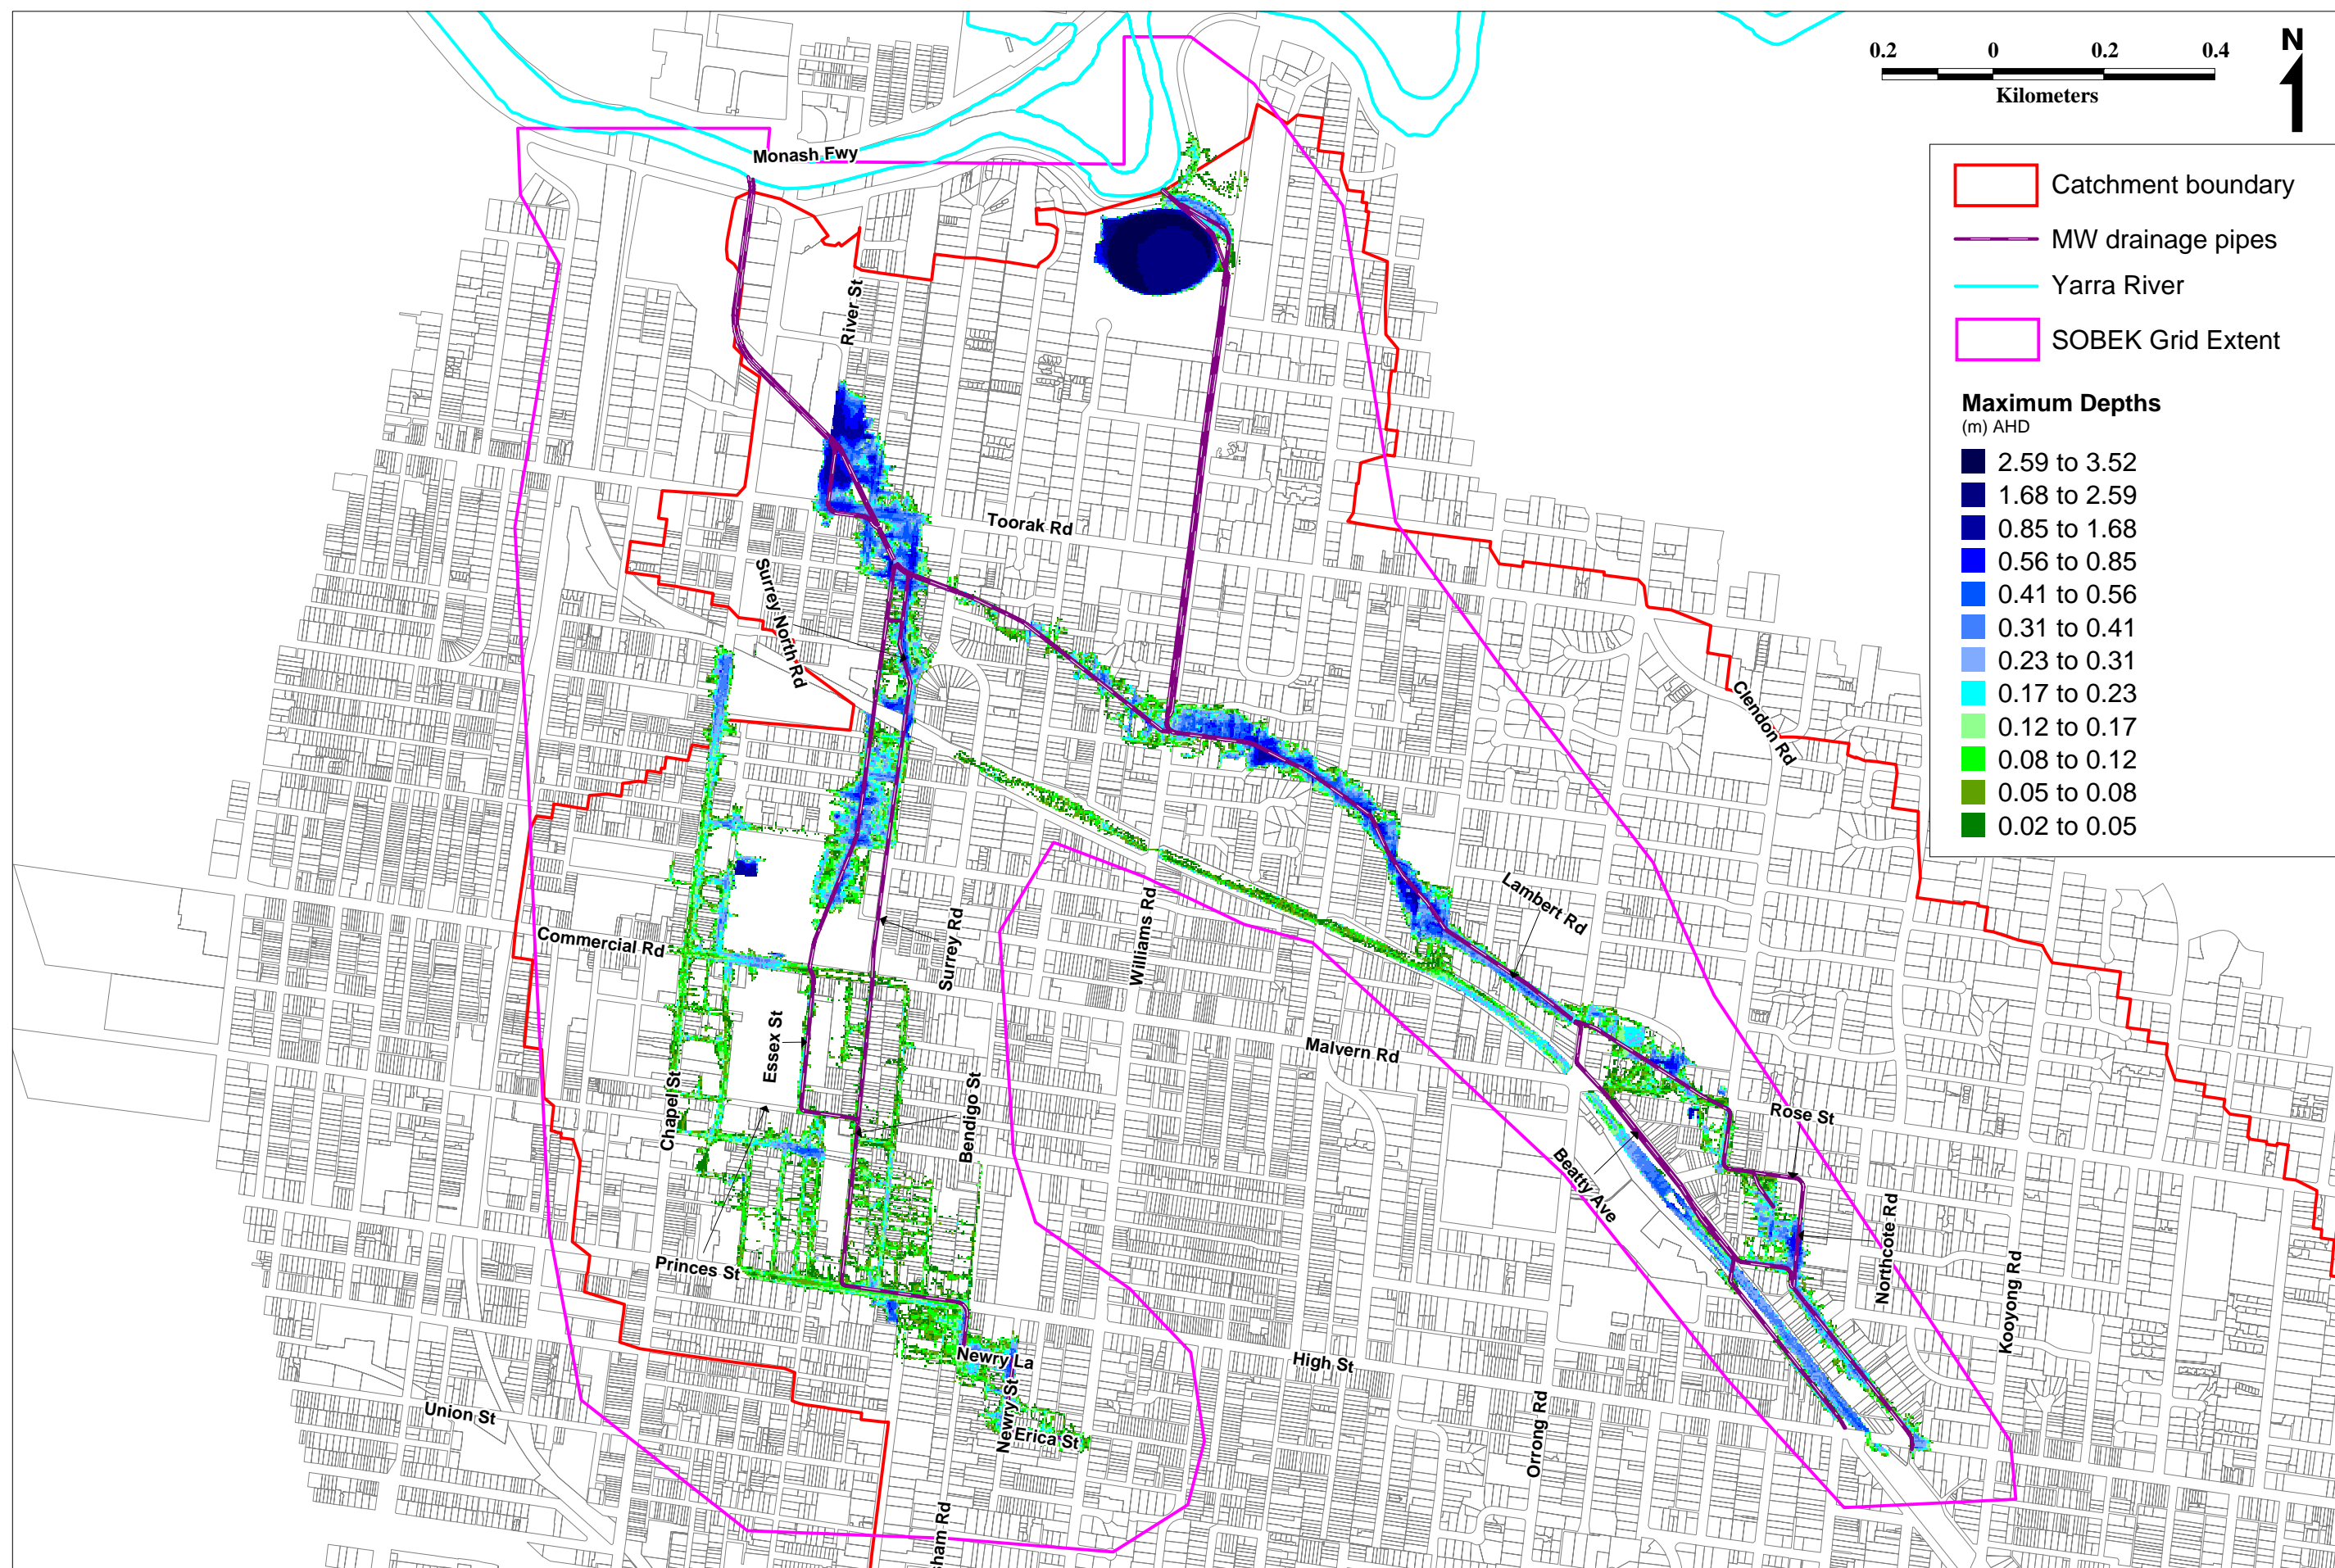 0.2 0 0.2 0.4
Kilometers
N
Catchment boundary
MW drainage pipes
Yarra River
SOBEK Grid Extent
Maximum Depths
(m) AHD
2.59 to 3.52
1.68 to 2.59
0.85 to 1.68
0.56 to 0.85
0.41 to 0.56
0.31 to 0.41
0.23 to 0.31
0.17 to 0.23
0.12 to 0.17
0.08 to 0.12
0.05 to 0.08
0.02 to 0.05
Monash Fwy
River St
Toorak Rd
Surrey North Rd
Clendon Rd
Lambert Rd
Williams Rd
Commercial Rd
Surrey Rd
Essex St
Malvern Rd
Chapel St
Bendigo St
Rose St
Beatty Ave
Northcote Rd
Kooyong Rd
Princes St
Newry La
High St
Newry St
Erica St
Union St
Orrong Rd
ham Rd